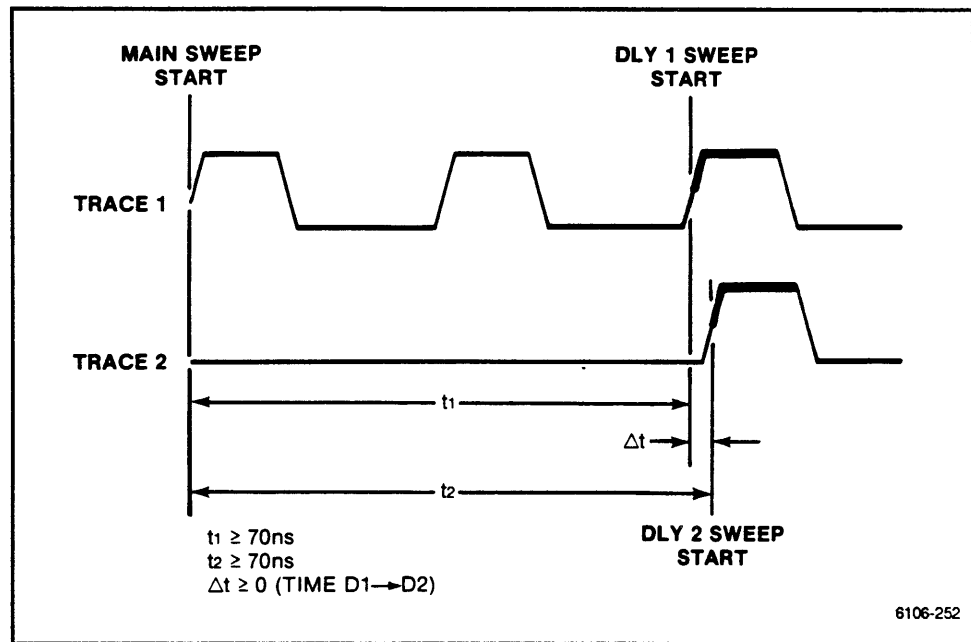 MAIN SWEEP
START
DLY 1 SWEEP
START
TRACE 1
TRACE 2
t1
Δt
t2
t1 ≥ 70ns
t2 ≥ 70ns
Δt ≥ 0 (TIME D1→D2)
DLY 2 SWEEP
START
6106-252